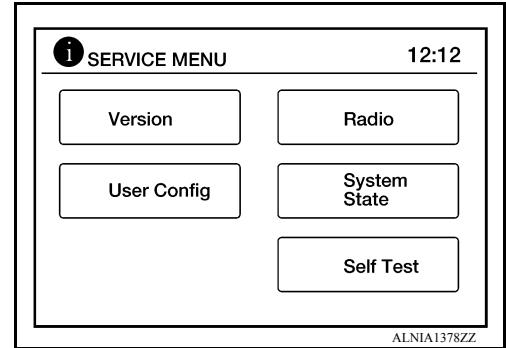 i SERVICE MENU 12:12
Version Radio
User Config System
State
Self Test
ALNIA1378ZZ